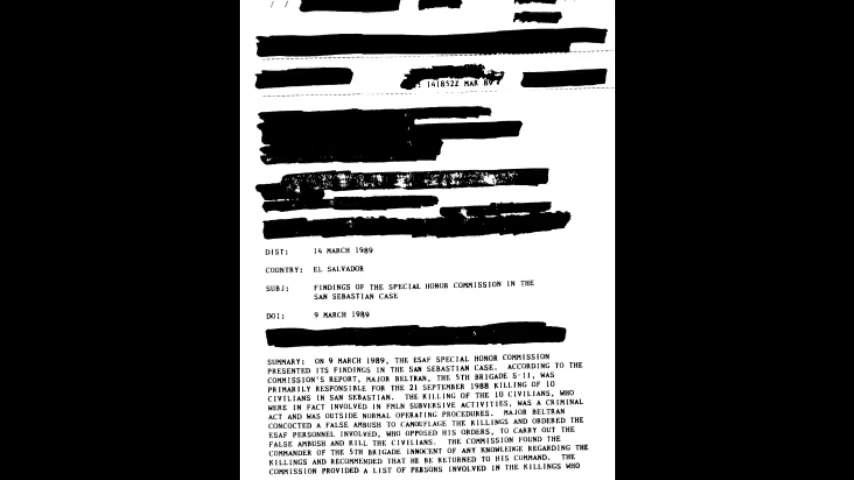 / /
: 141852Z MAR 89
DIST: 14 MARCH 1989
COUNTRY: EL SALVADOR
SUBJ: FINDINGS OF THE SPECIAL HONOR COMMISSION IN THE
SAN SEBASTIAN CASE
DOI: 9 MARCH 1989
SUMMARY: ON 9 MARCH 1989, THE ESAF SPECIAL HONOR COMMISSION
PRESENTED ITS FINDINGS IN THE SAN SEBASTIAN CASE. ACCORDING TO THE
COMMISSION'S REPORT, MAJOR BELTRAN, THE 5TH BRIGADE S-11, WAS
PRIMARILY RESPONSIBLE FOR THE 21 SEPTEMBER 1988 KILLING OF 10
CIVILIANS IN SAN SEBASTIAN. THE KILLING OF THE 10 CIVILIANS, WHO
WERE IN FACT INVOLVED IN FMLN SUBVERSIVE ACTIVITIES, WAS A CRIMINAL
ACT AND WAS OUTSIDE NORMAL OPERATING PROCEDURES. MAJOR BELTRAN
CONCOCTED A FALSE AMBUSH TO CAMOUFLAGE THE KILLINGS AND ORDERED THE
ESAF PERSONNEL INVOLVED, WHO OPPOSED HIS ORDERS, TO CARRY OUT THE
FALSE AMBUSH AND KILL THE CIVILIANS. THE COMMISSION FOUND THE
COMMANDER OF THE 5TH BRIGADE INNOCENT OF ANY KNOWLEDGE REGARDING THE
KILLINGS AND RECOMMENDED THAT HE BE RETURNED TO HIS COMMAND. THE
COMMISSION PROVIDED A LIST OF PERSONS INVOLVED IN THE KILLINGS WHO